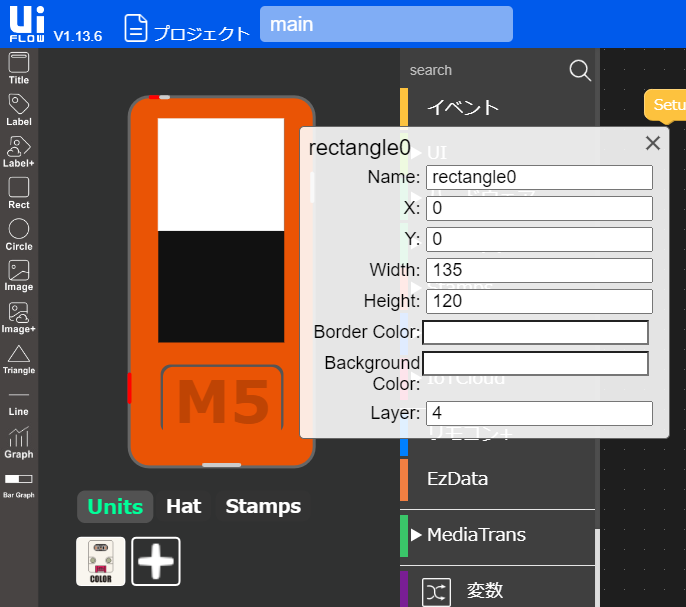 Ui
FLOW
V1.13.6
プロジェクト
main
Title
Label
Label+
Rect
Circle
Image
Image+
Triangle
Line
Graph
Bar Graph
M5
Units
Hat
Stamps
COLOR
search
イベント
UI
IoTCloud
リモコン+
EzData
MediaTrans
変数
Setu
rectangle0
Name: rectangle0
X: 0
Y: 0
Width: 135
Height: 120
Border Color:
Background
Color:
Layer: 4